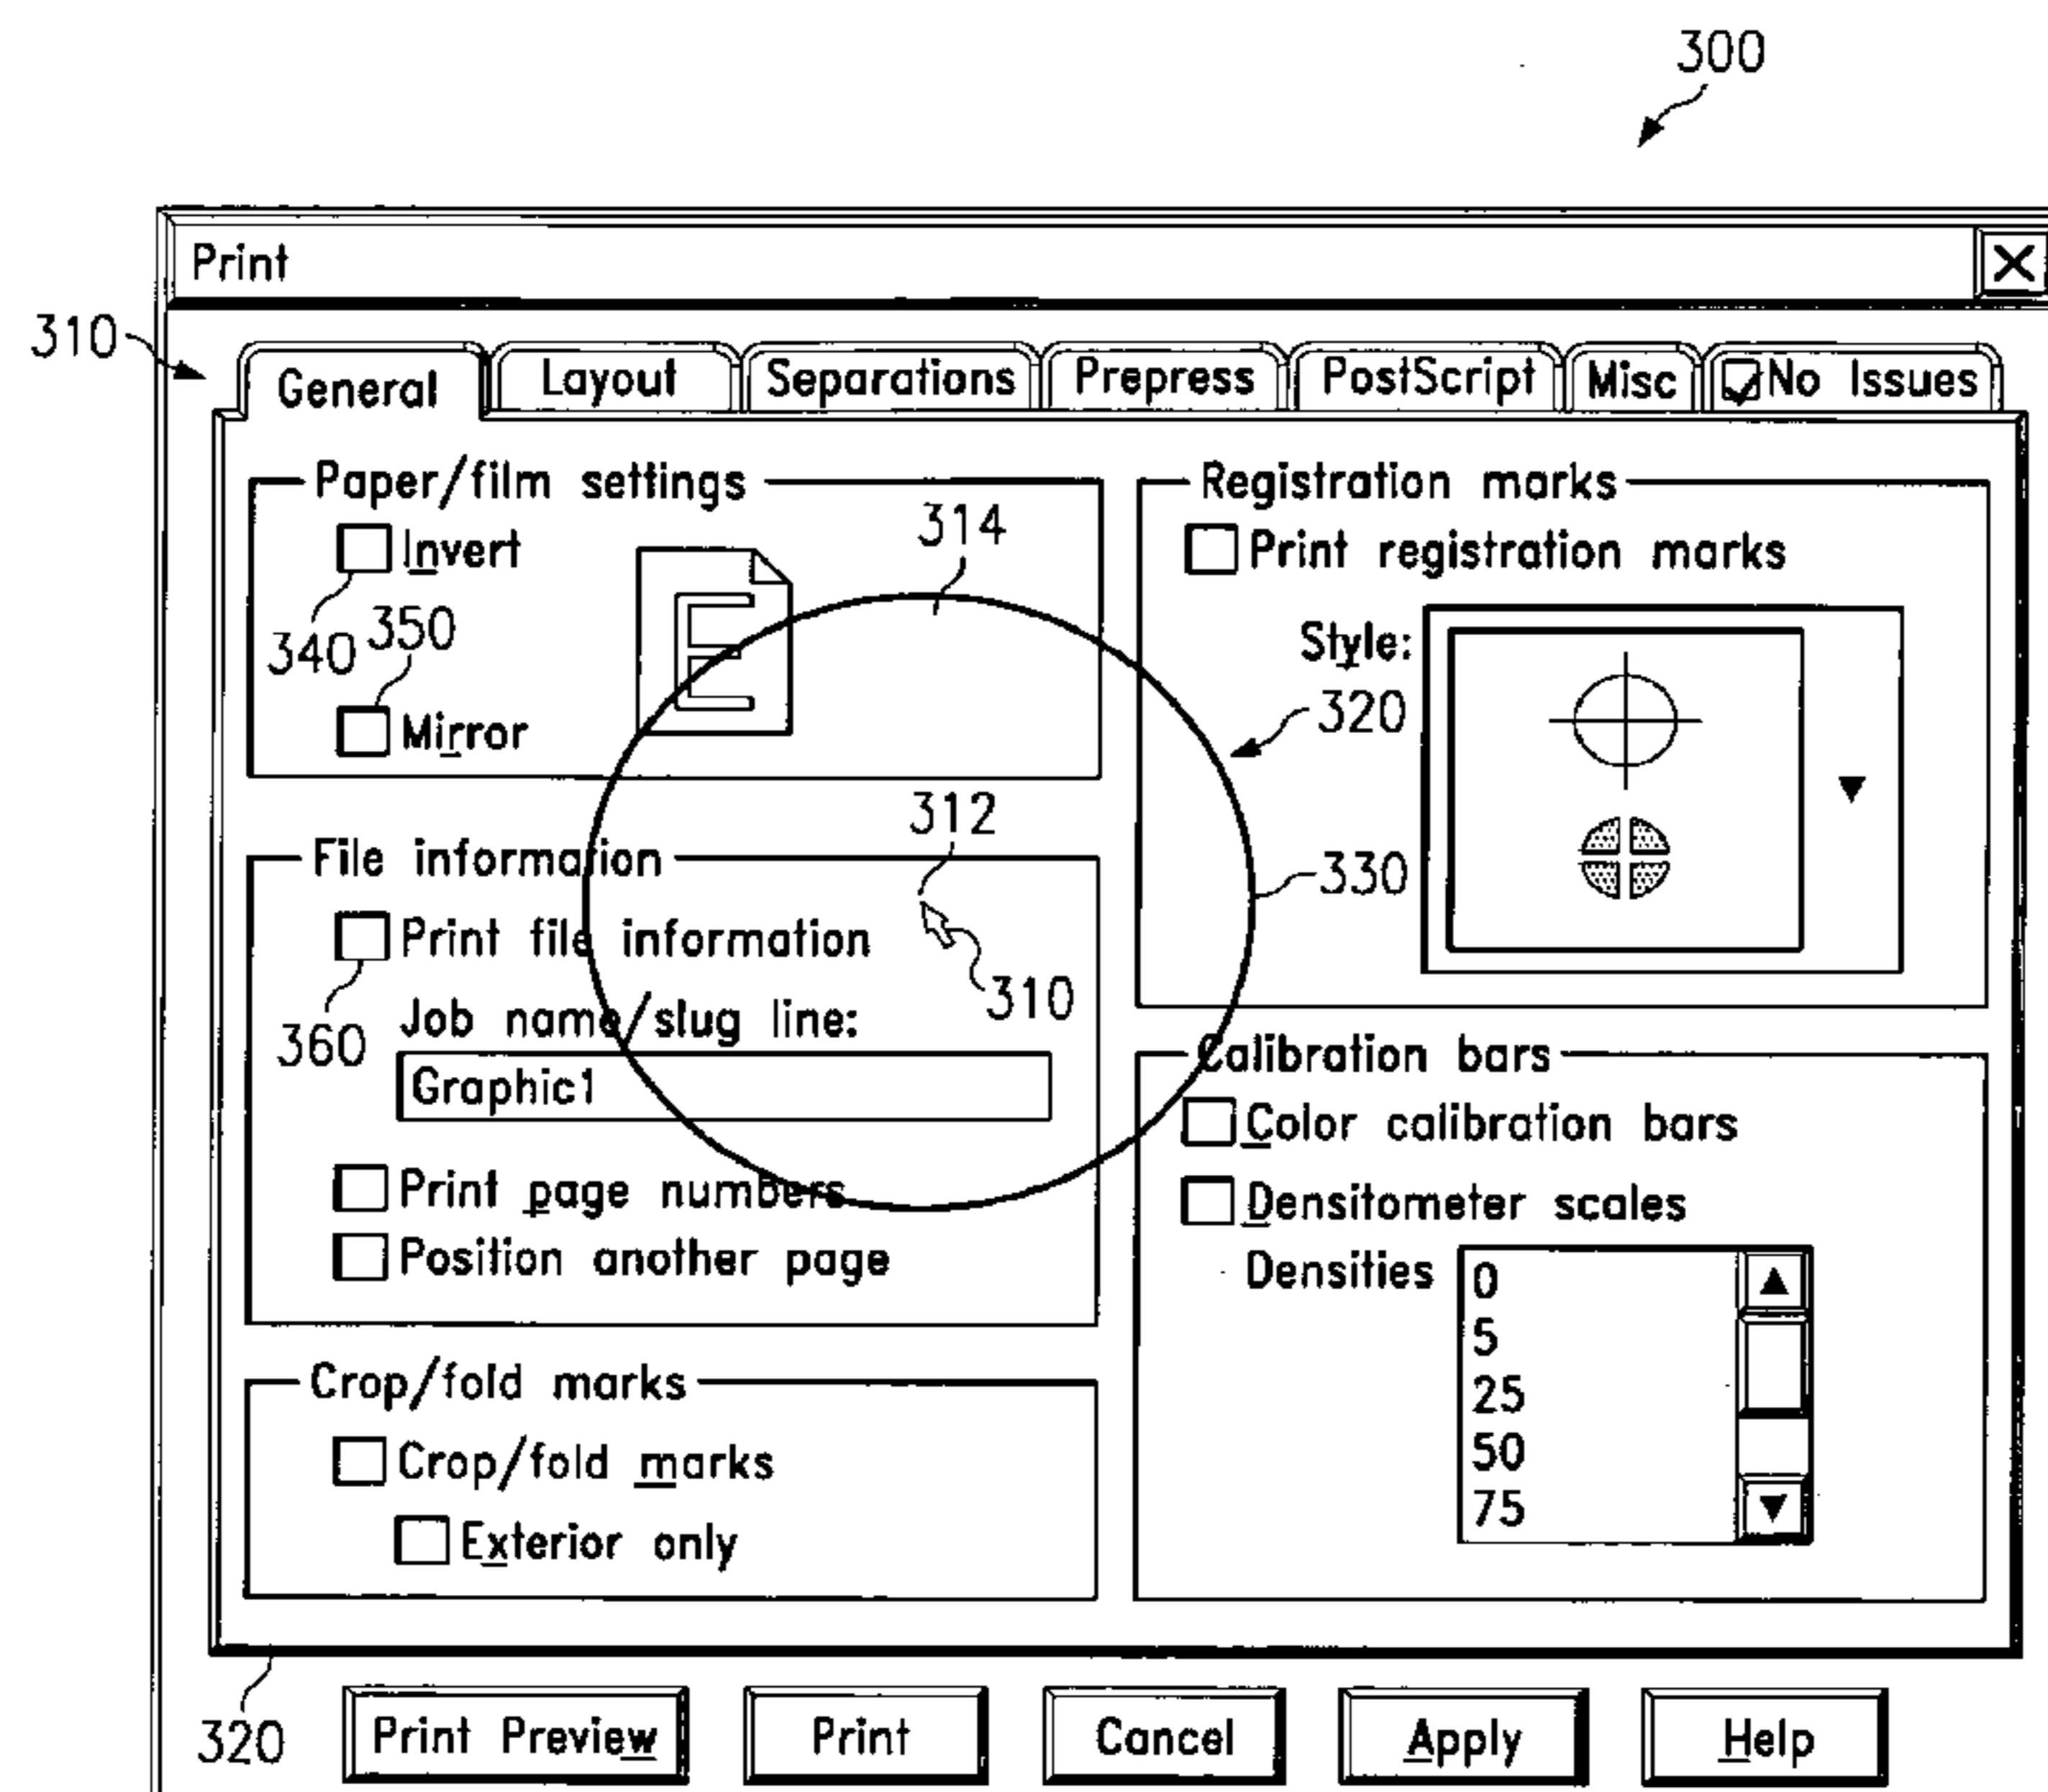 300
Print
310
General Layout Separations Prepress PostScript Misc No Issues
Paper/film settings
314
Invert
340
350
Mirror
Registration marks
Print registration marks
Style:
320
312
330
File information
Print file information
310
360
Job name/slug line:
Graphic1
Print page numbers
Position another page
Calibration bars
Color calibration bars
Densitometer scales
Densities
0
5
25
50
75
Crop/fold marks
Crop/fold marks
Exterior only
320
Print Preview Print Cancel Apply Help